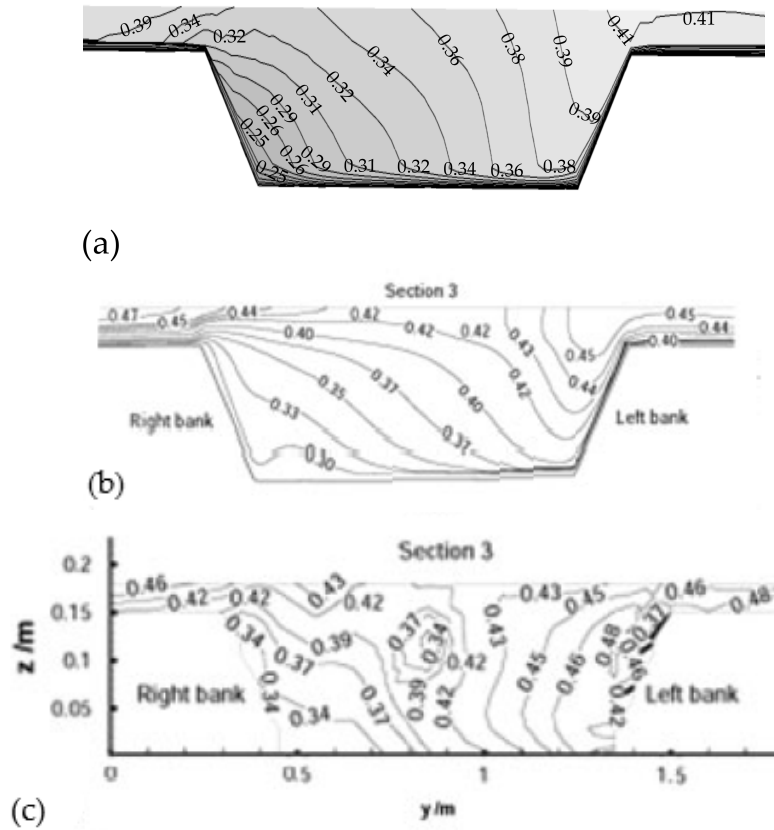 0.39 0.34 0.32 0.34 0.36 0.38 0.39 0.41 0.41
0.29 0.31 0.32 0.39
0.26
0.25
0.25 0.26 0.29 0.31 0.32 0.34 0.36 0.38
(a)
Section 3
0.47 0.45 0.44 0.42 0.42 0.42 0.43 0.45 0.45 0.44
0.40 0.40
0.35 0.37 0.40 0.42 0.44
0.33 0.37
Right bank Left bank
0.30
(b)
Section 3
0.2
0.15
0.1
0.05
z /m
0.46 0.42 0.42 0.43 0.42 0.43 0.45 0.46 0.48
0.34 0.37 0.39 0.37 0.34 0.42 0.43 0.45 0.46 0.48 0.46 0.37
0.34 0.34 0.37 0.39 0.42 0.42
Right bank Left bank
0 0.5 1 1.5
y/m
(c)